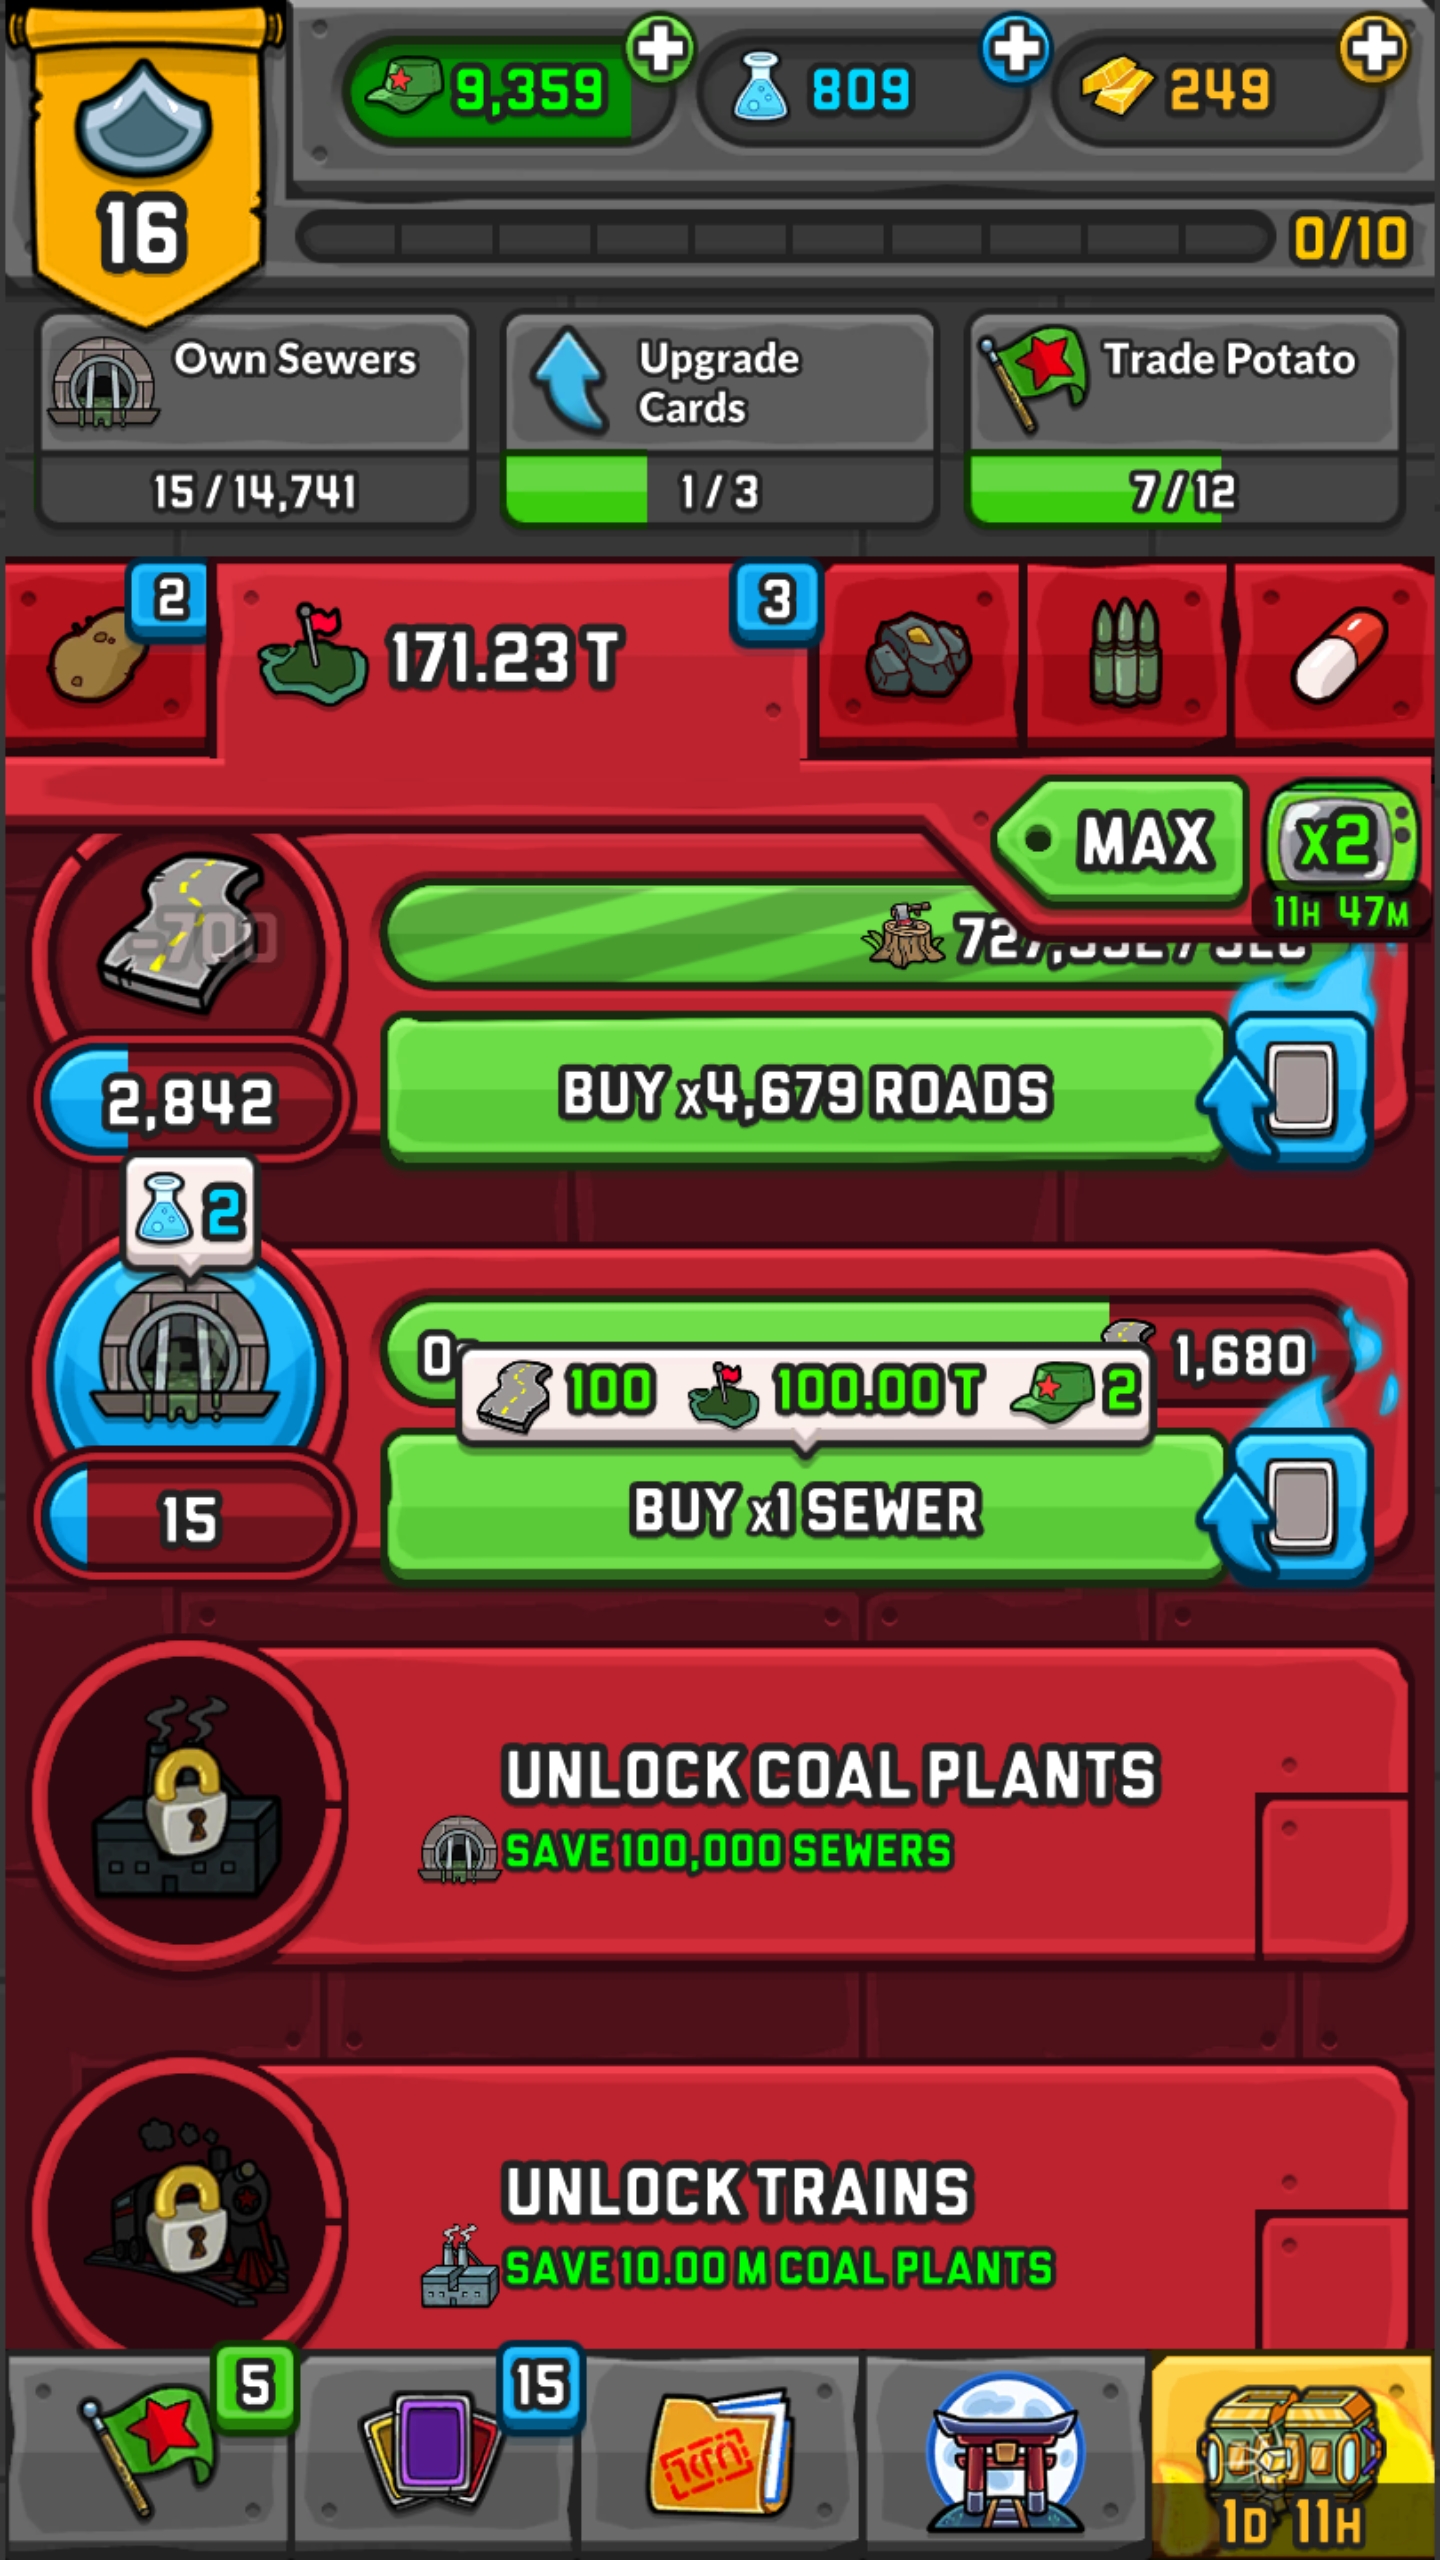 9,359
809
249
16
0/10
Own Sewers
15/14,741
Upgrade
Cards
1/3
Trade Potato
7/12
2
171.23 T
3
MAX
x2
11H 47M
-700
2,842
BUY x4,679 ROADS
2
0
1,680
100
100.00 T
2
BUY x1 SEWER
15
UNLOCK COAL PLANTS
SAVE 100,000 SEWERS
UNLOCK TRAINS
SAVE 10.00 M COAL PLANTS
5
15
1D 11H